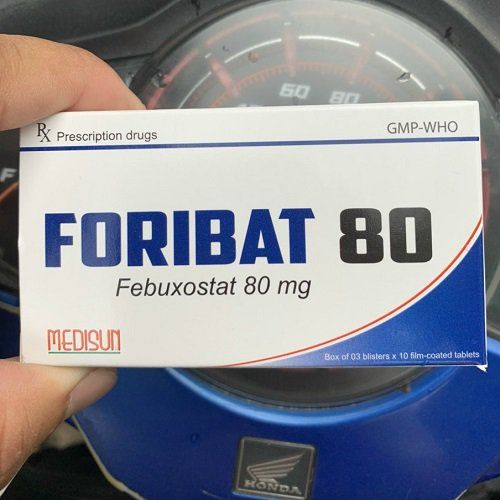 60 80
F
Rx Prescription drugs
GMP-WHO
FORIBAT 80
Febuxostat 80 mg
MEDISUN
Box of 03 blisters x 10 film-coated tablets
HONDA